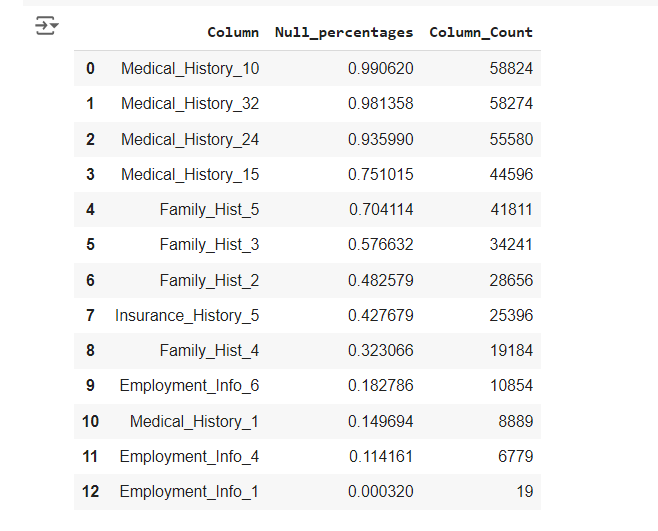 Column Null_percentages Column_Count
0 Medical_History_10 0.990620 58824
1 Medical_History_32 0.981358 58274
2 Medical_History_24 0.935990 55580
3 Medical_History_15 0.751015 44596
4 Family_Hist_5 0.704114 41811
5 Family_Hist_3 0.576632 34241
6 Family_Hist_2 0.482579 28656
7 Insurance_History_5 0.427679 25396
8 Family_Hist_4 0.323066 19184
9 Employment_Info_6 0.182786 10854
10 Medical_History_1 0.149694 8889
11 Employment_Info_4 0.114161 6779
12 Employment_Info_1 0.000320 19